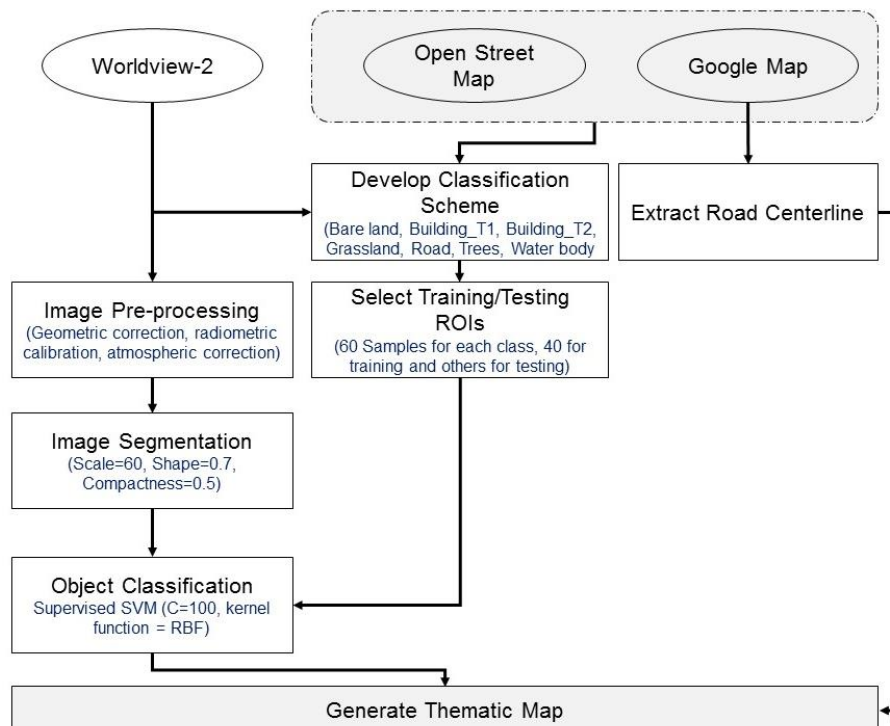 Worldview-2
Open Street
Map
Google Map
Develop Classification
Scheme
(Bare land, Building_T1, Building_T2,
Grassland, Road, Trees, Water body
Extract Road Centerline
Image Pre-processing
(Geometric correction, radiometric
calibration, atmospheric correction)
Select Training/Testing
ROIs
(60 Samples for each class, 40 for
training and others for testing)
Image Segmentation
(Scale=60, Shape=0.7,
Compactness=0.5)
Object Classification
Supervised SVM (C=100, kernel
function = RBF)
Generate Thematic Map